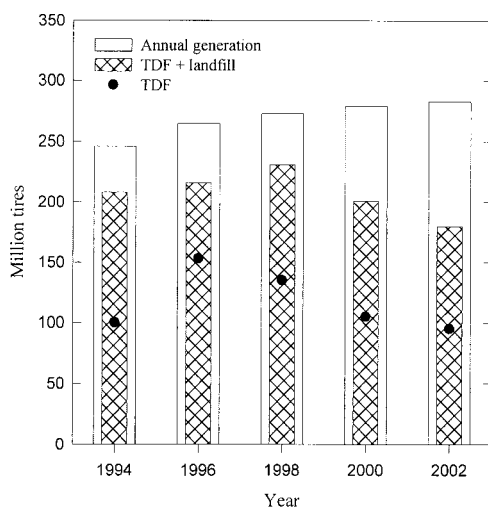 350
300
250
200
150
100
50
0
Million tires
Annual generation
TDF + landfill
TDF
1994 1996 1998 2000 2002
Year